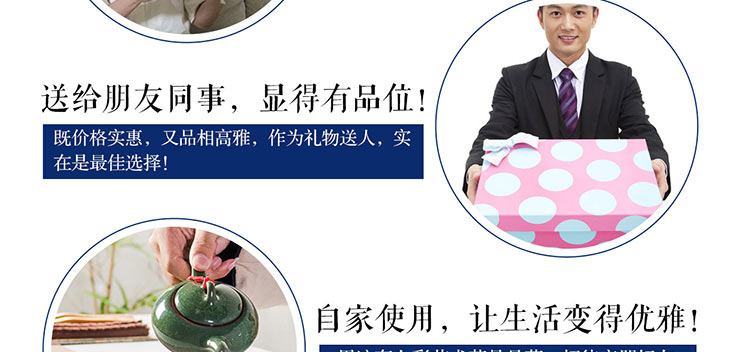 送给朋友同事，显得有品位！
既价格实惠，又品相高雅，作为礼物送人，实
在是最佳选择！
自家使用，让生活变得优雅！